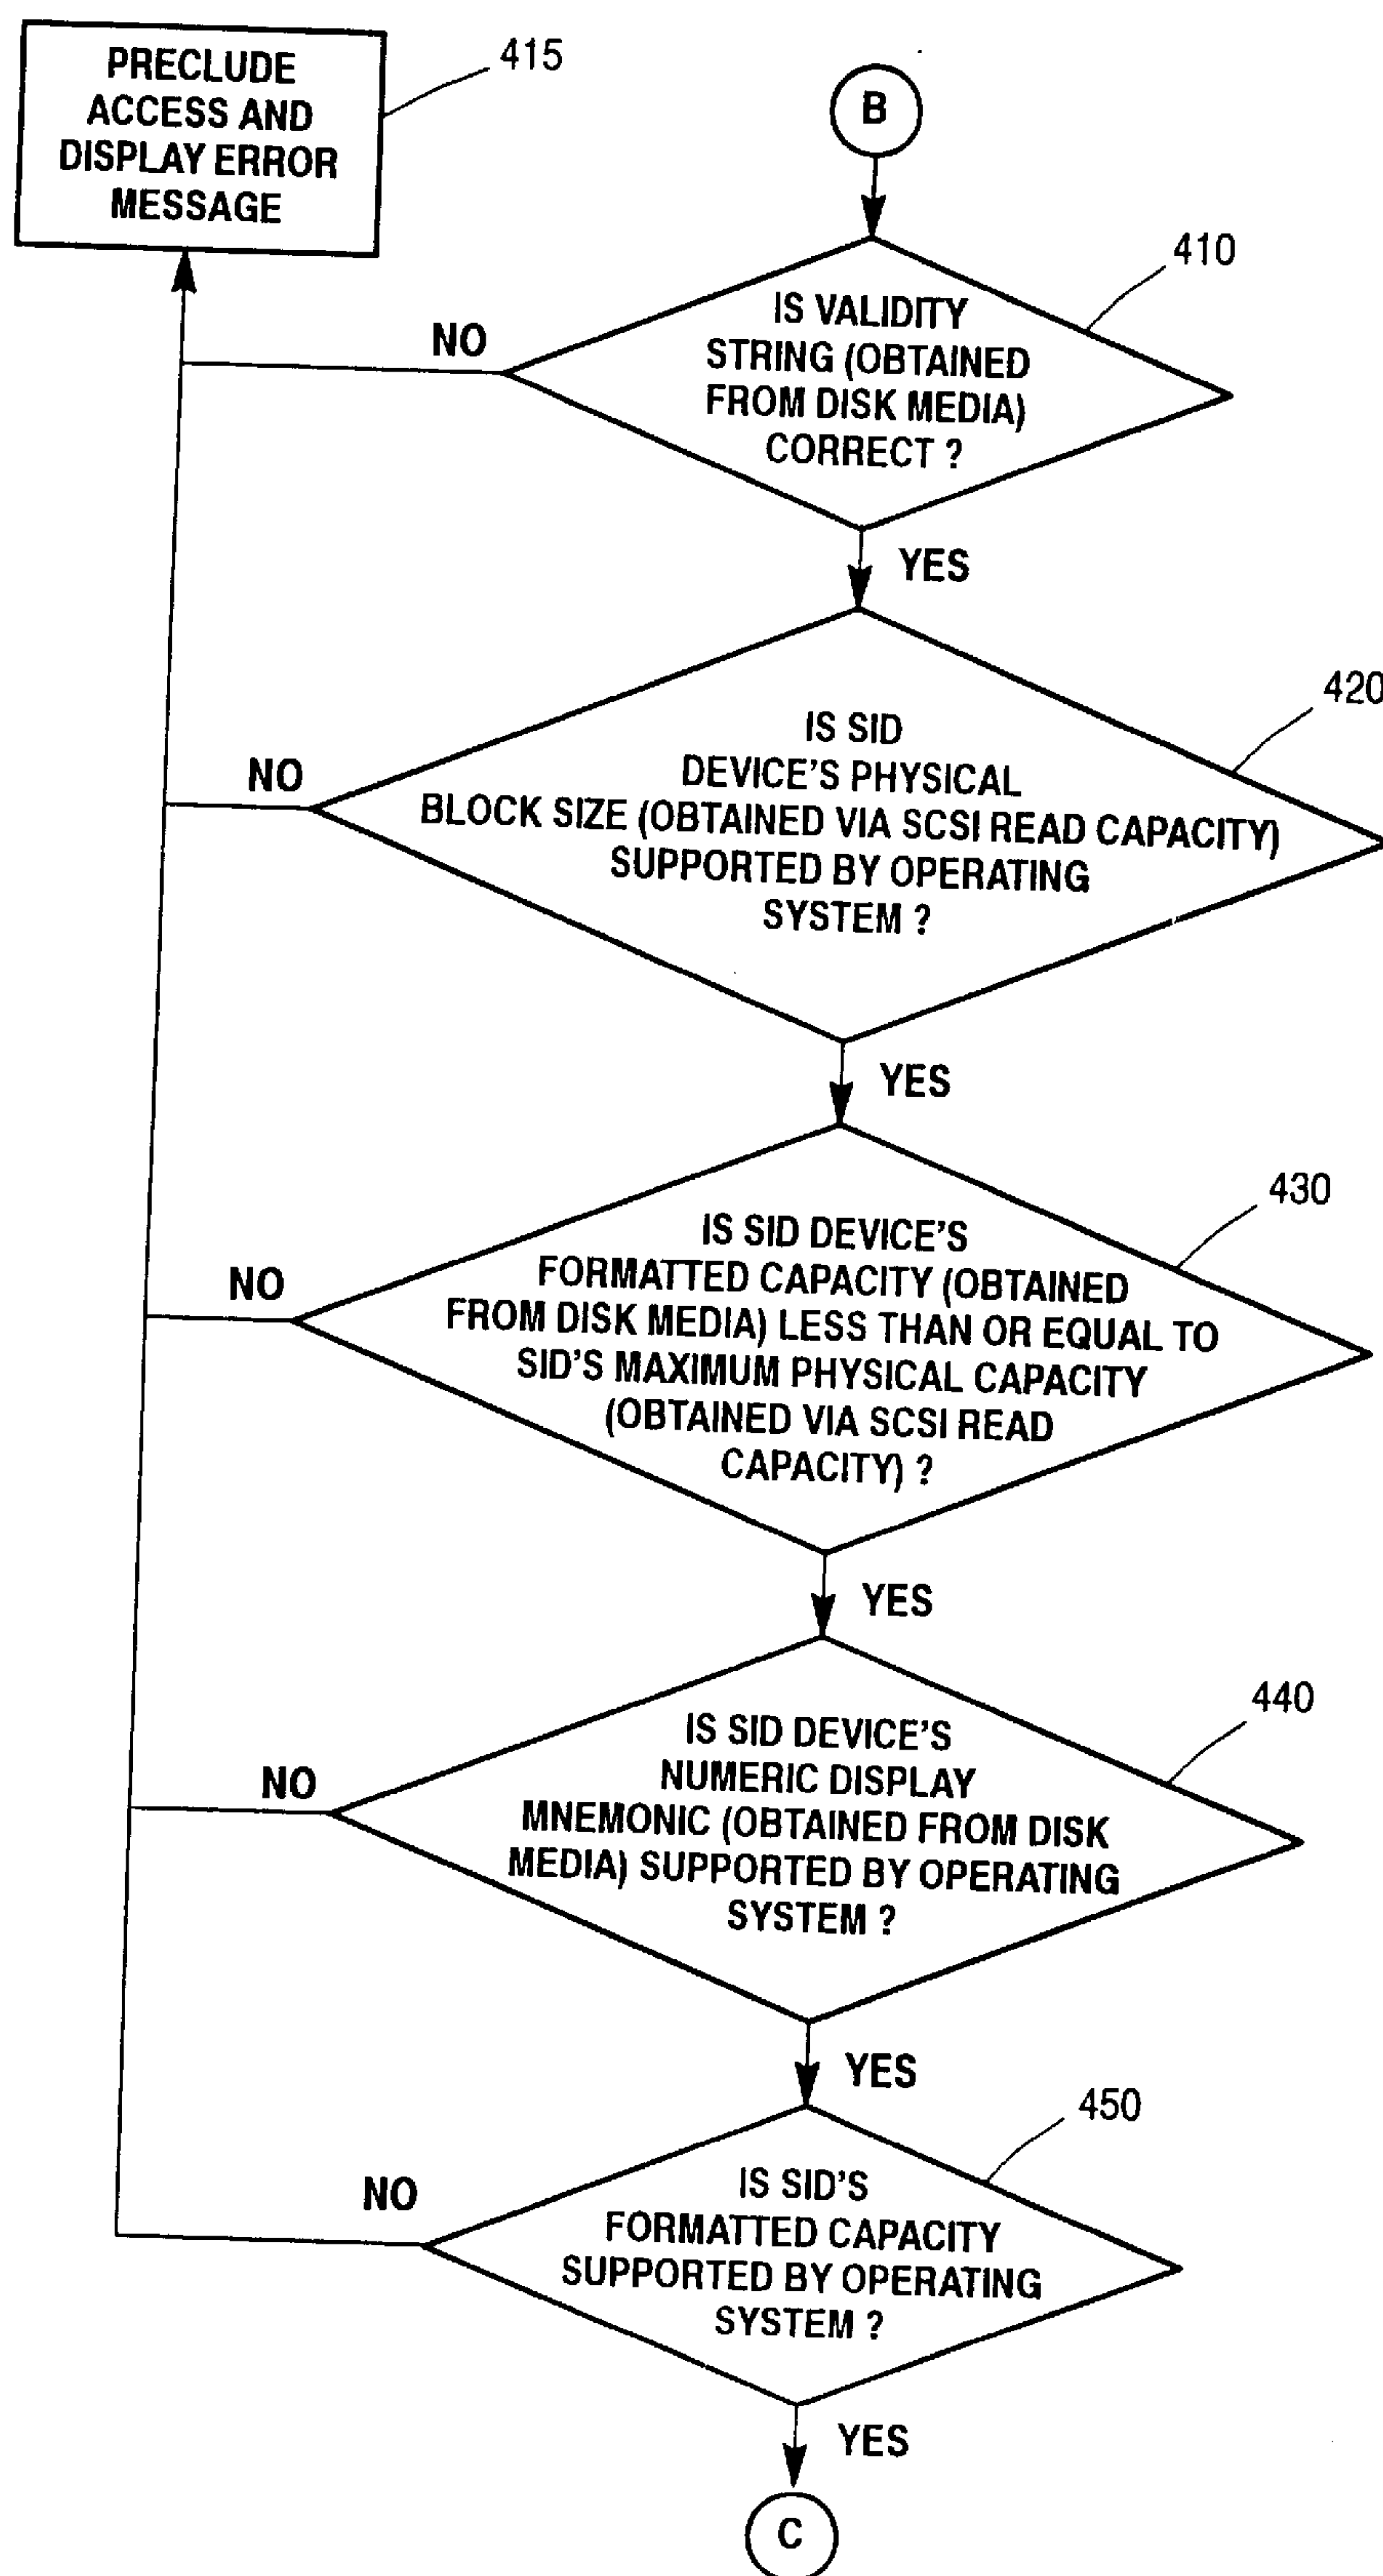 PRECLUDE
ACCESS AND
DISPLAY ERROR
MESSAGE
415
B
410
IS VALIDITY
STRING (OBTAINED
FROM DISK MEDIA)
CORRECT ?
NO
YES
420
IS SID
DEVICE'S PHYSICAL
BLOCK SIZE (OBTAINED VIA SCSI READ CAPACITY)
SUPPORTED BY OPERATING
SYSTEM ?
NO
YES
430
IS SID DEVICE'S
FORMATTED CAPACITY (OBTAINED
FROM DISK MEDIA) LESS THAN OR EQUAL TO
SID'S MAXIMUM PHYSICAL CAPACITY
(OBTAINED VIA SCSI READ
CAPACITY) ?
NO
YES
440
IS SID DEVICE'S
NUMERIC DISPLAY
MNEMONIC (OBTAINED FROM DISK
MEDIA) SUPPORTED BY OPERATING
SYSTEM ?
NO
YES
450
IS SID'S
FORMATTED CAPACITY
SUPPORTED BY OPERATING
SYSTEM ?
NO
YES
C